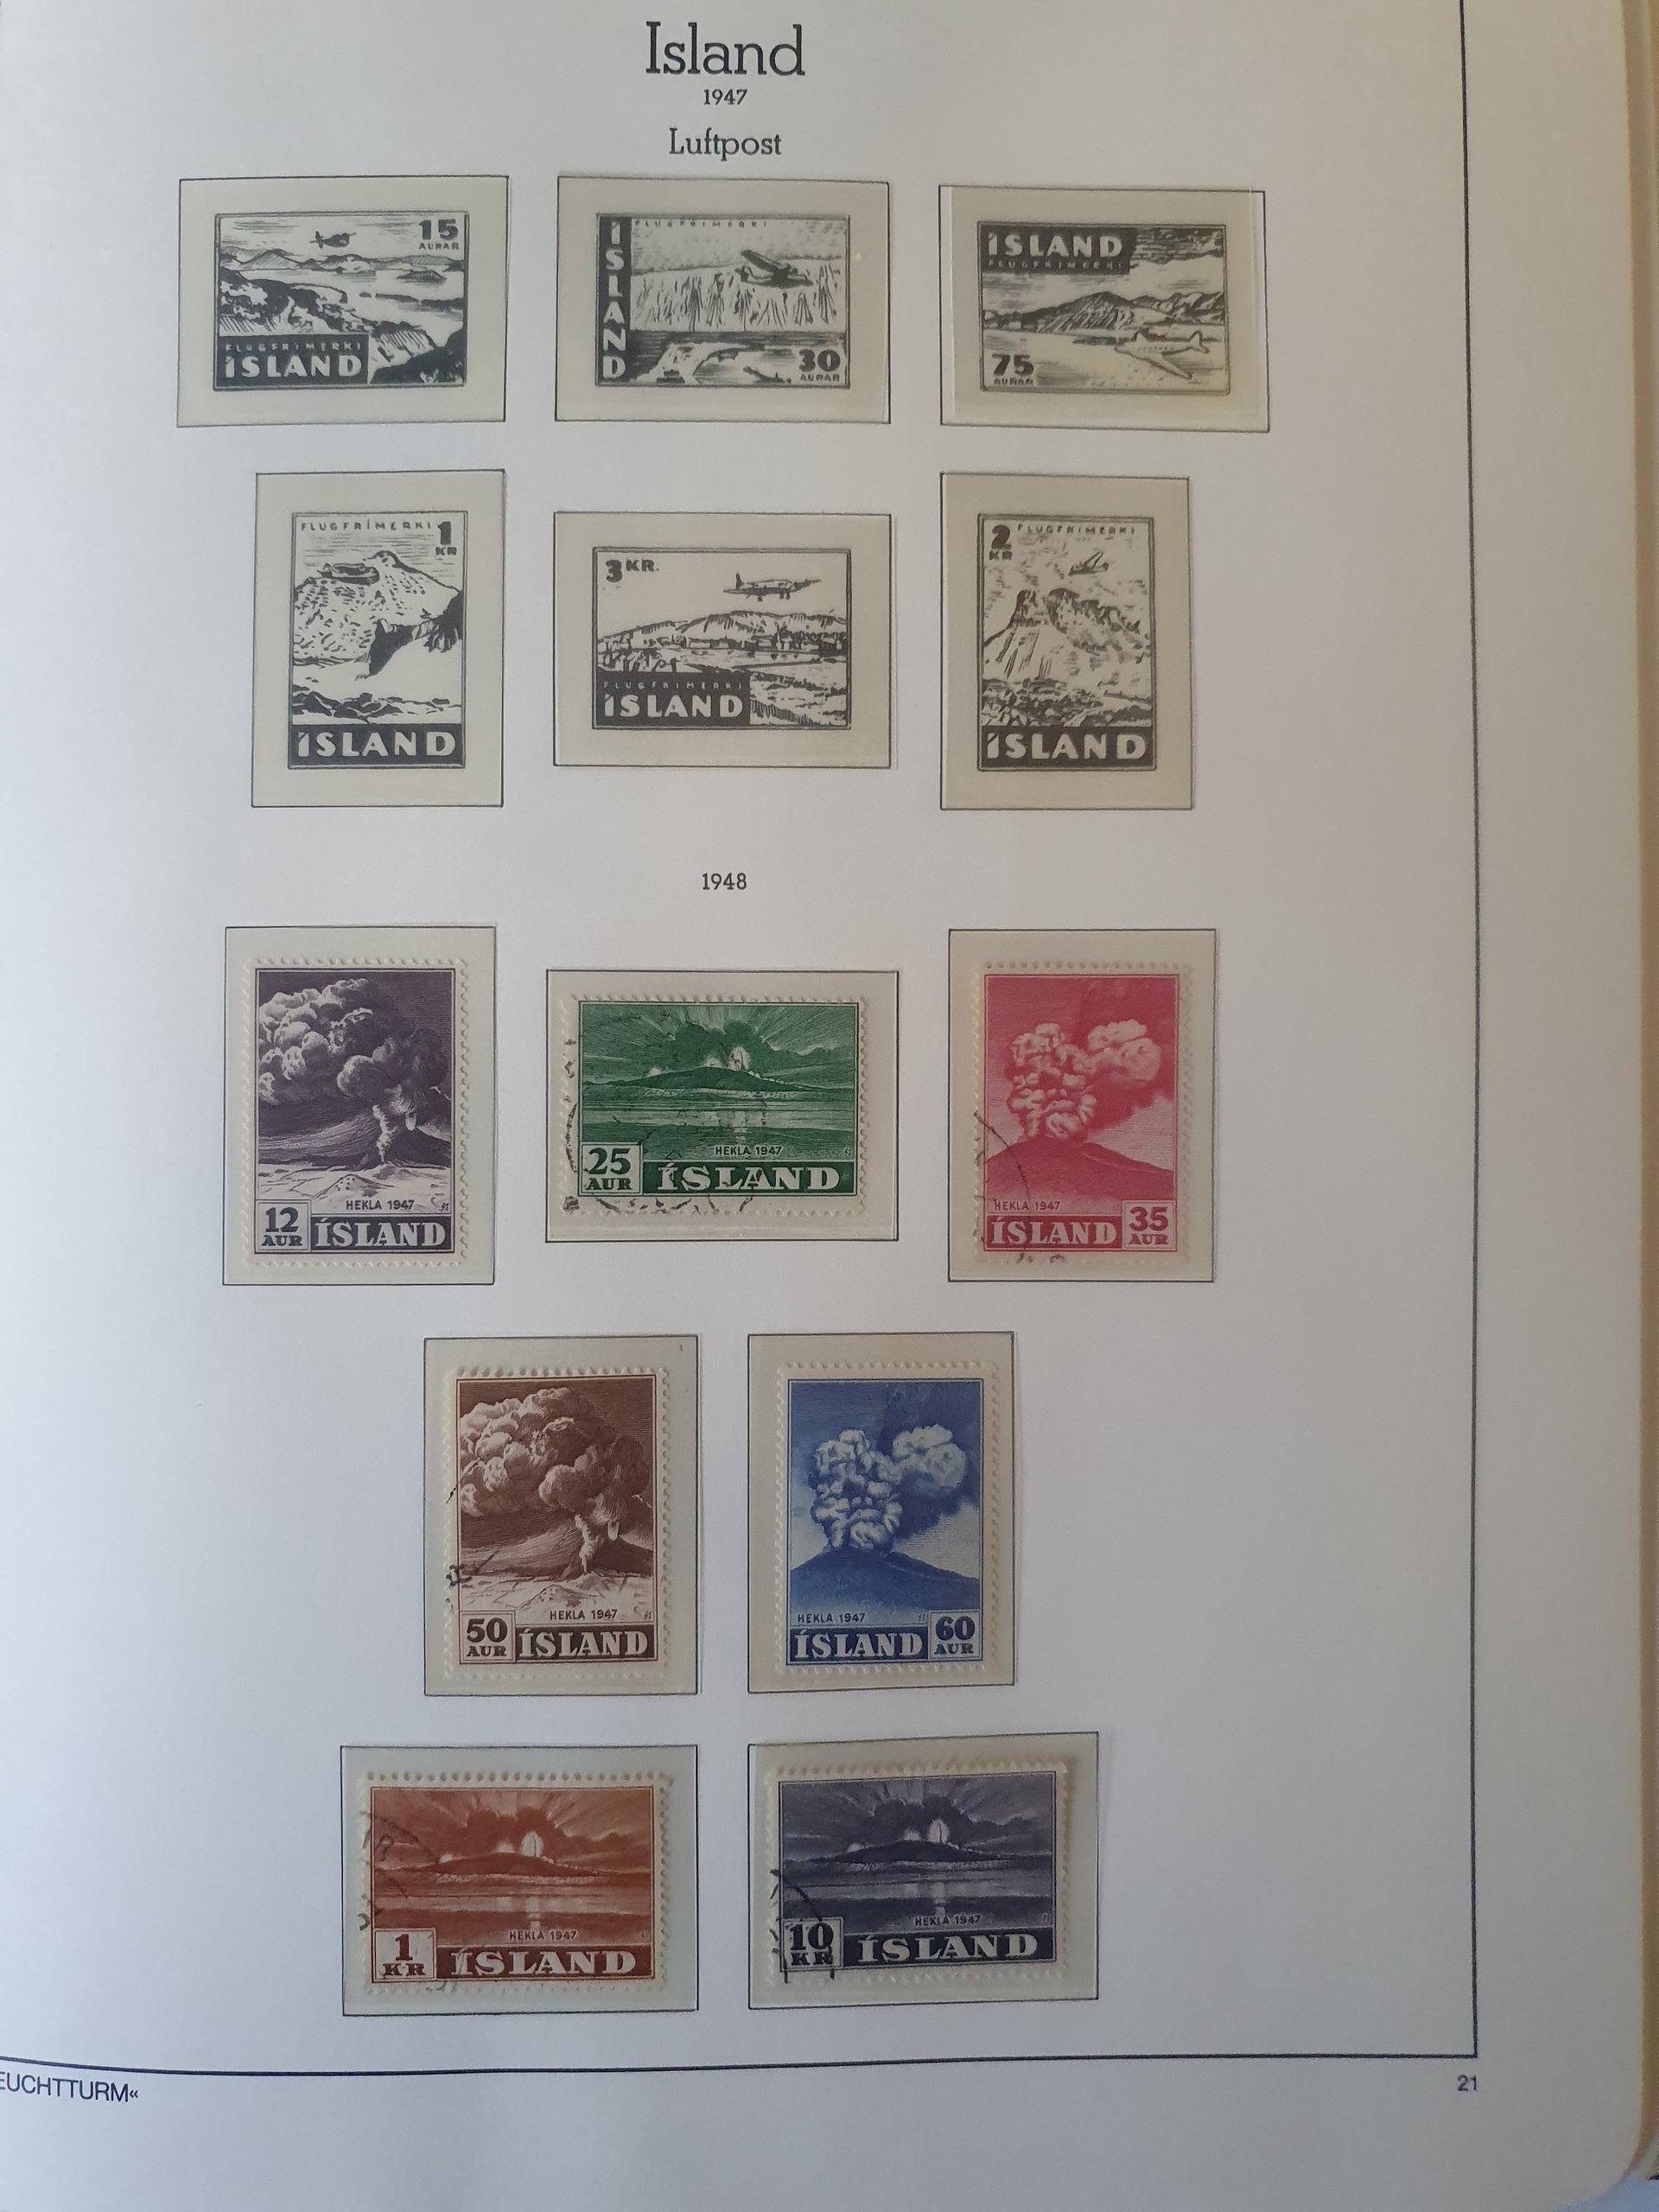 Island
1947
Luftpost
15
AURAR
FLUGFRIMERKI
ÍSLAND
FLUGFRIMERKI
ÍSLAND
30
AURAR
ÍSLAND
FLUGFRIMERKI
75
AURAR
FLUGFRÍMERKI
1
KR
ÍSLAND
3 KR.
FLUGFRIMERKI
ÍSLAND
2
KR
FLUGFRIMERKI
ÍSLAND
1948
HEKLA 1947
12
AUR
ÍSLAND
HEKLA 1947
25
AUR
ÍSLAND
HEKLA 1947
ÍSLAND
35
AUR
HEKLA 1947
50
AUR
ÍSLAND
HEKLA 1947
ÍSLAND
60
AUR
HEKLA 1947
1
KR
ÍSLAND
HEKLA 1947
10
KR
ÍSLAND
EUCHTTURM«
21